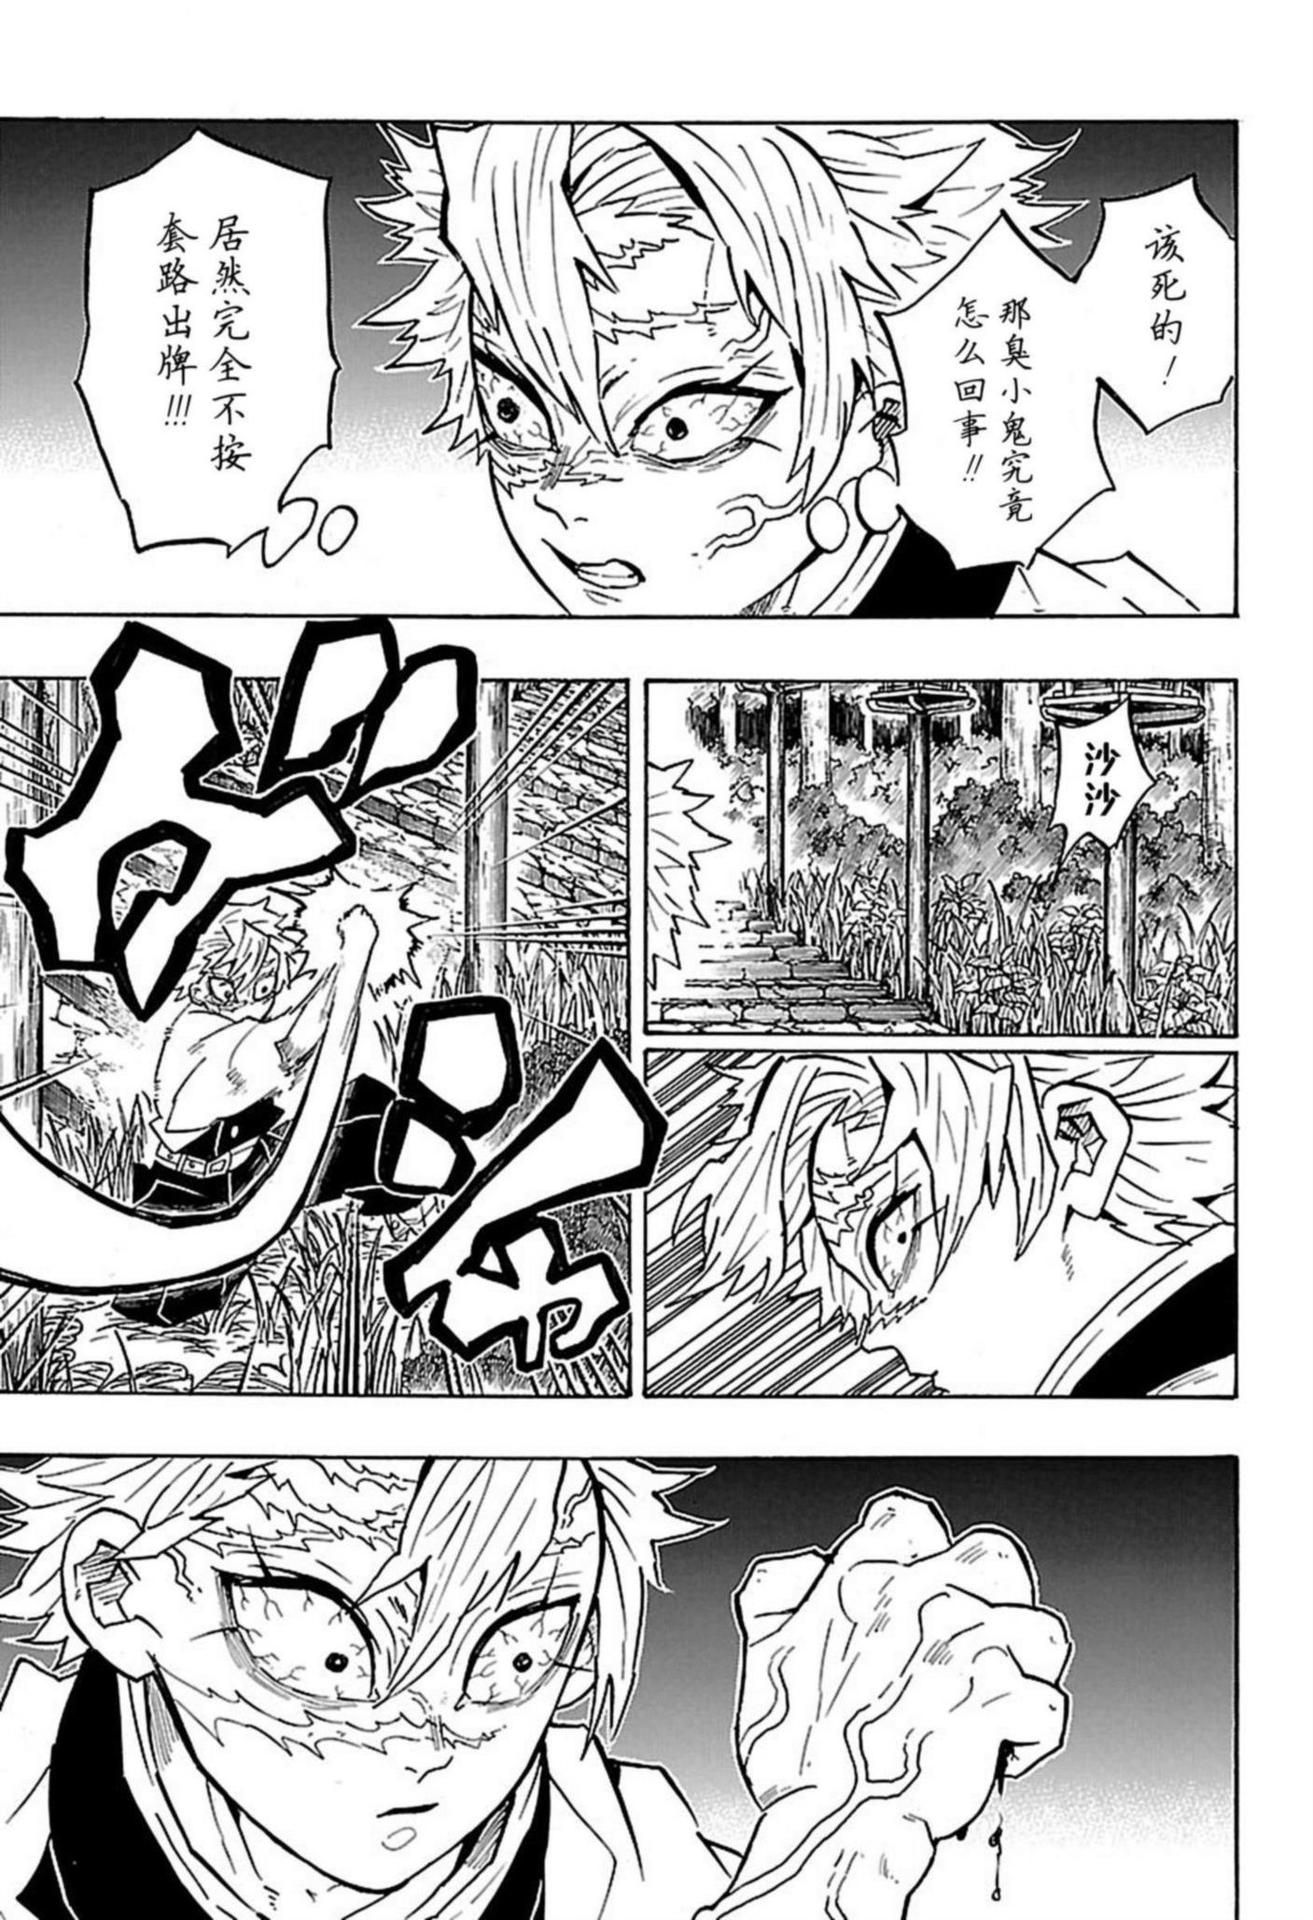 该死的！
那臭小鬼究竟
怎么回事！！
居然完全不按
套路出牌！！！
沙沙